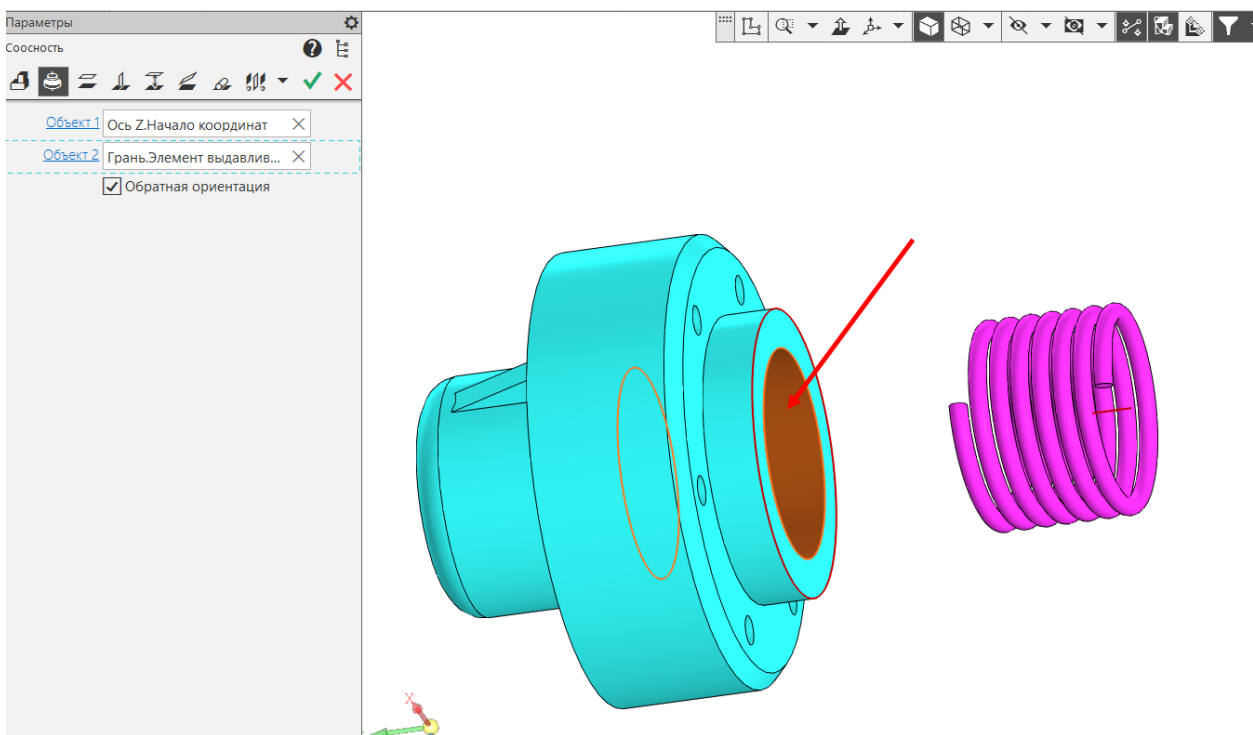 Параметры
Соосность
Объект 1 Ось Z.Начало координат
Объект 2 Грань.Элемент выдавлив...
Обратная ориентация
X